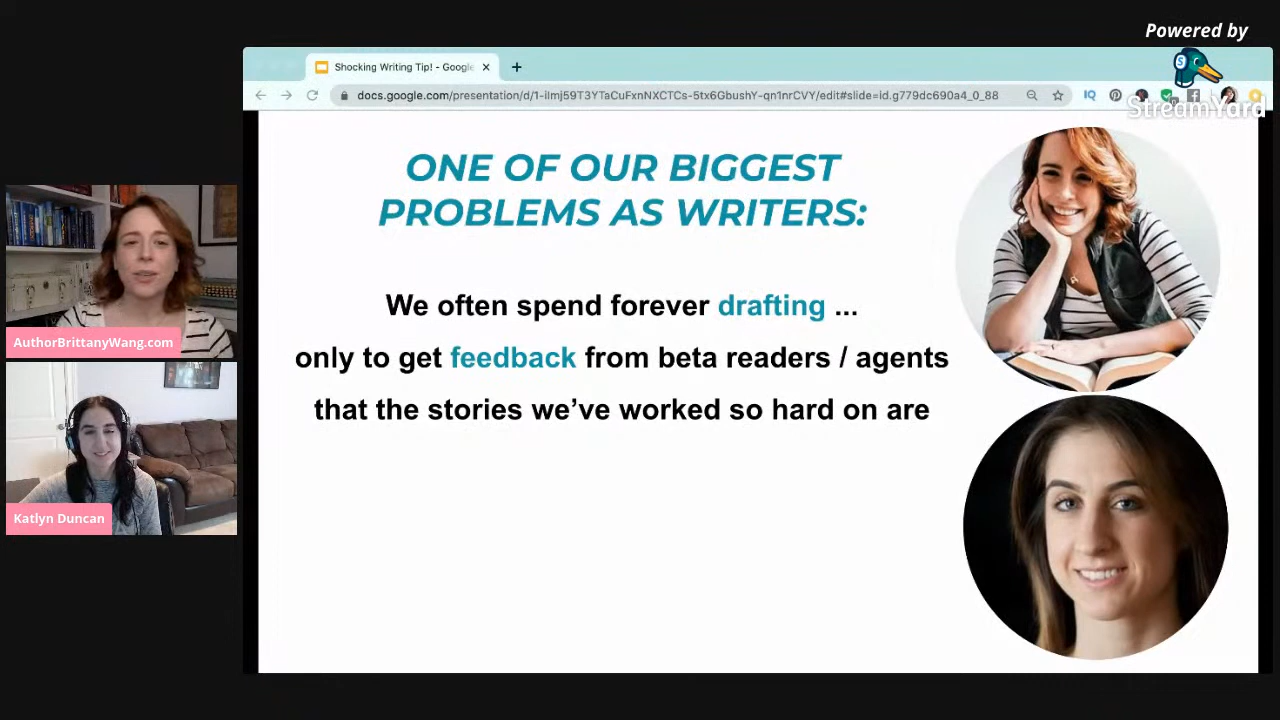 Powered by
StreamYard
Shocking Writing Tip! - Google
docs.google.com/presentation/d/1-iImj59T3YTaCuFxnNXCTCs-5tx6GbushY-qn1nrCVY/edit#slide=id.g779dc690a4_0_88
IQ
ONE OF OUR BIGGEST
PROBLEMS AS WRITERS:
We often spend forever drafting ...
only to get feedback from beta readers / agents
that the stories we’ve worked so hard on are
AuthorBrittanyWang.com
Katlyn Duncan